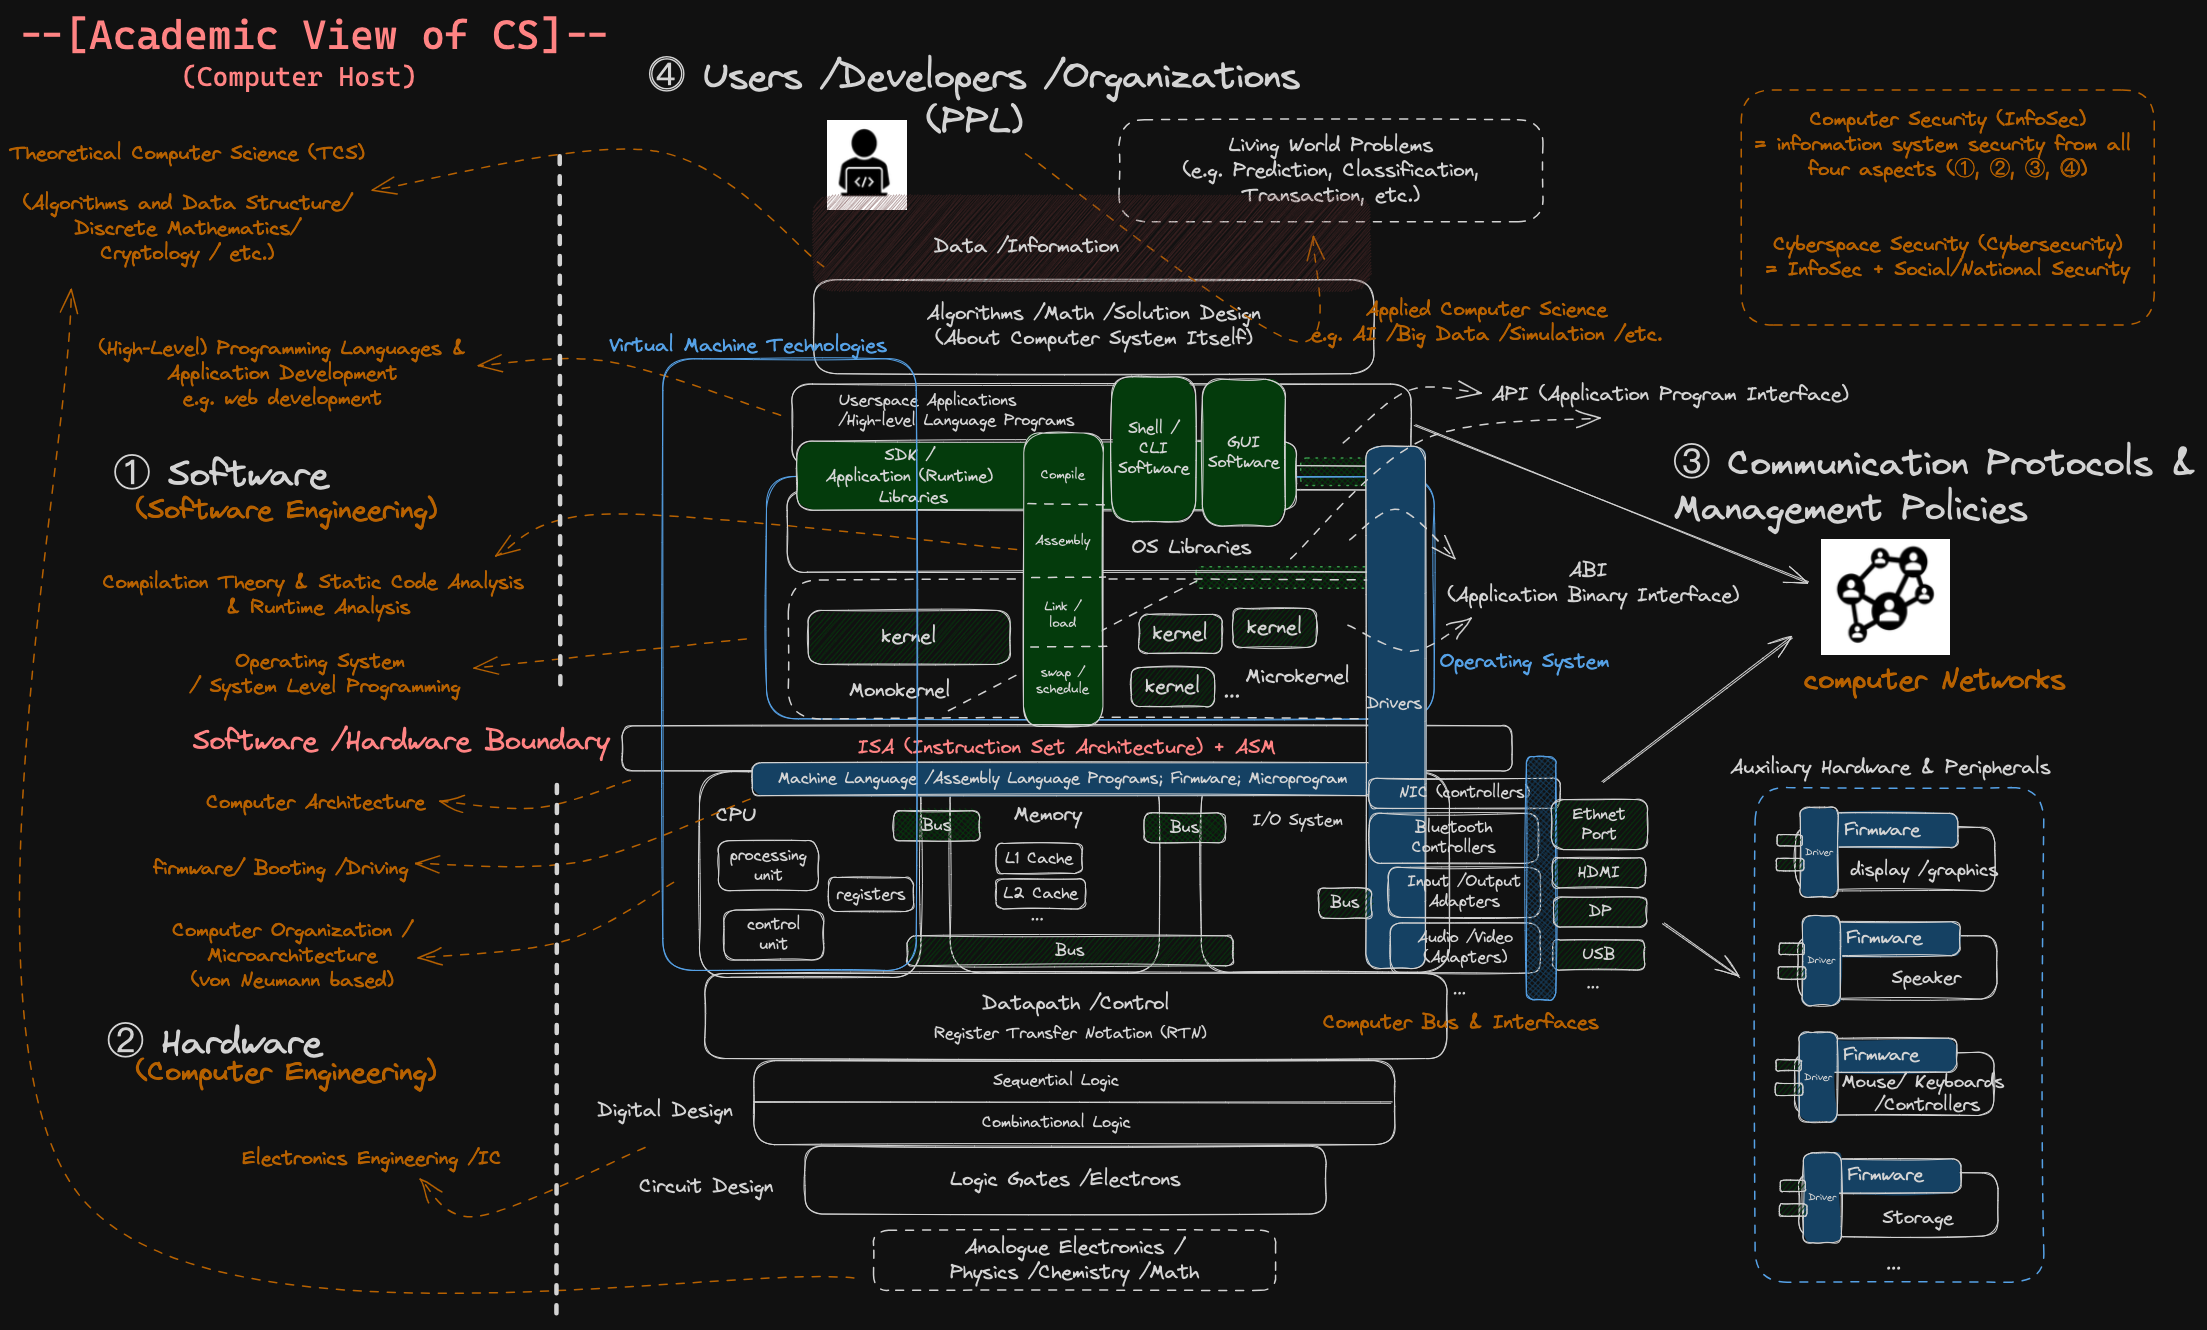 --[Academic View of CS]--
(Computer Host)
④ Users /Developers /Organizations
(PPL)
</>
Living World Problems
(e.g. Prediction, Classification,
Transaction, etc.)
Computer Security (InfoSec)
= information system security from all
four aspects (①, ②, ③, ④)
Cyberspace Security (Cybersecurity)
= InfoSec + Social/National Security
Theoretical Computer Science (TCS)
(Algorithms and Data Structure/
Discrete Mathematics/
Cryptology / etc.)
Data /Information
Algorithms /Math /Solution Design
(About Computer System Itself)
Applied Computer Science
e.g. AI /Big Data /Simulation /etc.
Virtual Machine Technologies
(High-Level) Programming Languages &
Application Development
e.g. web development
Userspace Applications
/High-level Language Programs
SDK /
Application (Runtime)
Libraries
Compile
Assembly
Link /
load
swap /
schedule
Shell /
CLI
Software
GUI
Software
API (Application Program Interface)
① Software
(Software Engineering)
③ Communication Protocols &
Management Policies
computer Networks
OS Libraries
ABI
(Application Binary Interface)
Compilation Theory & Static Code Analysis
& Runtime Analysis
kernel
Monokernel
kernel
kernel
kernel
...
Microkernel
Drivers
Operating System
Operating System
/ System Level Programming
Software /Hardware Boundary
ISA (Instruction Set Architecture) + ASM
Machine Language /Assembly Language Programs; Firmware; Microprogram
Computer Architecture
firmware/ Booting /Driving
Computer Organization /
Microarchitecture
(von Neumann based)
CPU
processing
unit
registers
control
unit
Bus
Memory
L1 Cache
L2 Cache
...
Bus
Bus
I/O System
Bus
NIC (controllers)
Bluetooth
Controllers
Input /Output
Adapters
Audio /Video
(Adapters)
...
Ethnet
Port
HDMI
DP
USB
...
Computer Bus & Interfaces
Auxiliary Hardware & Peripherals
Driver
Firmware
display /graphics
Driver
Firmware
Speaker
Driver
Firmware
Mouse/ Keyboards
/Controllers
Driver
Firmware
Storage
...
② Hardware
(Computer Engineering)
Datapath /Control
Register Transfer Notation (RTN)
Digital Design
Sequential Logic
Combinational Logic
Electronics Engineering /IC
Circuit Design
Logic Gates /Electrons
Analogue Electronics /
Physics /Chemistry /Math